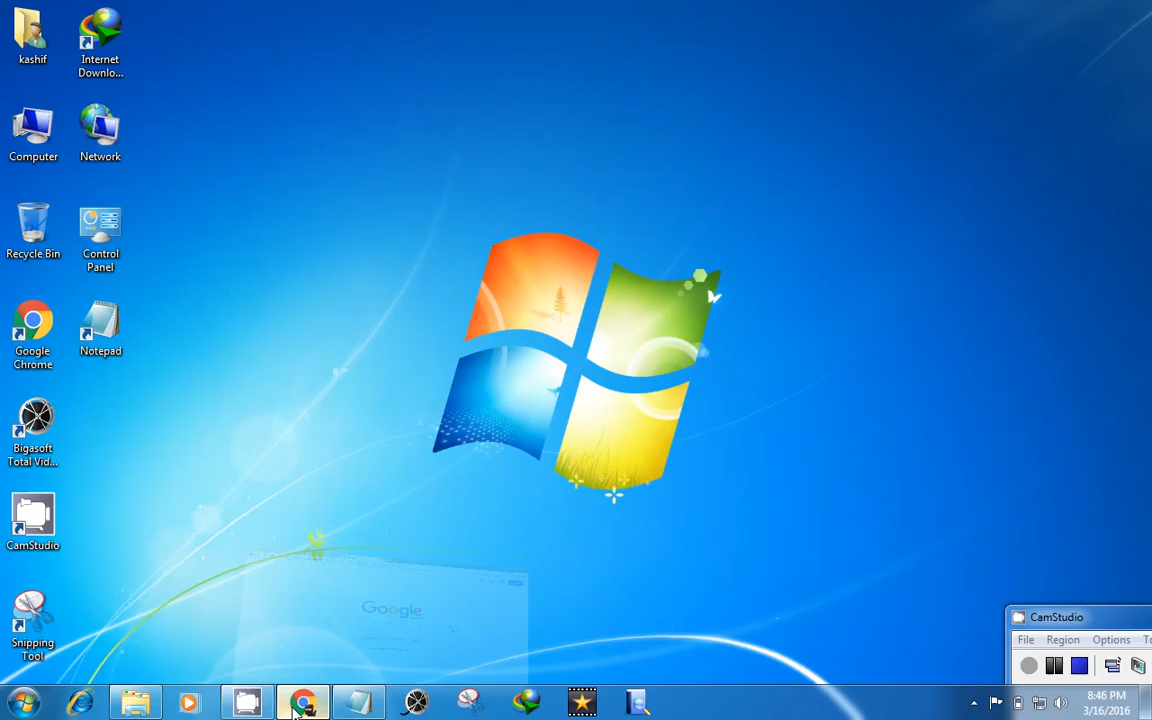 kashif
Internet
Downlo...
Computer
Network
Recycle Bin
Control
Panel
Google
Chrome
Notepad
Bigasoft
Total Vid...
CamStudio
Snipping
Tool
Google
CamStudio
File Region Options To
8:46 PM
3/16/2016